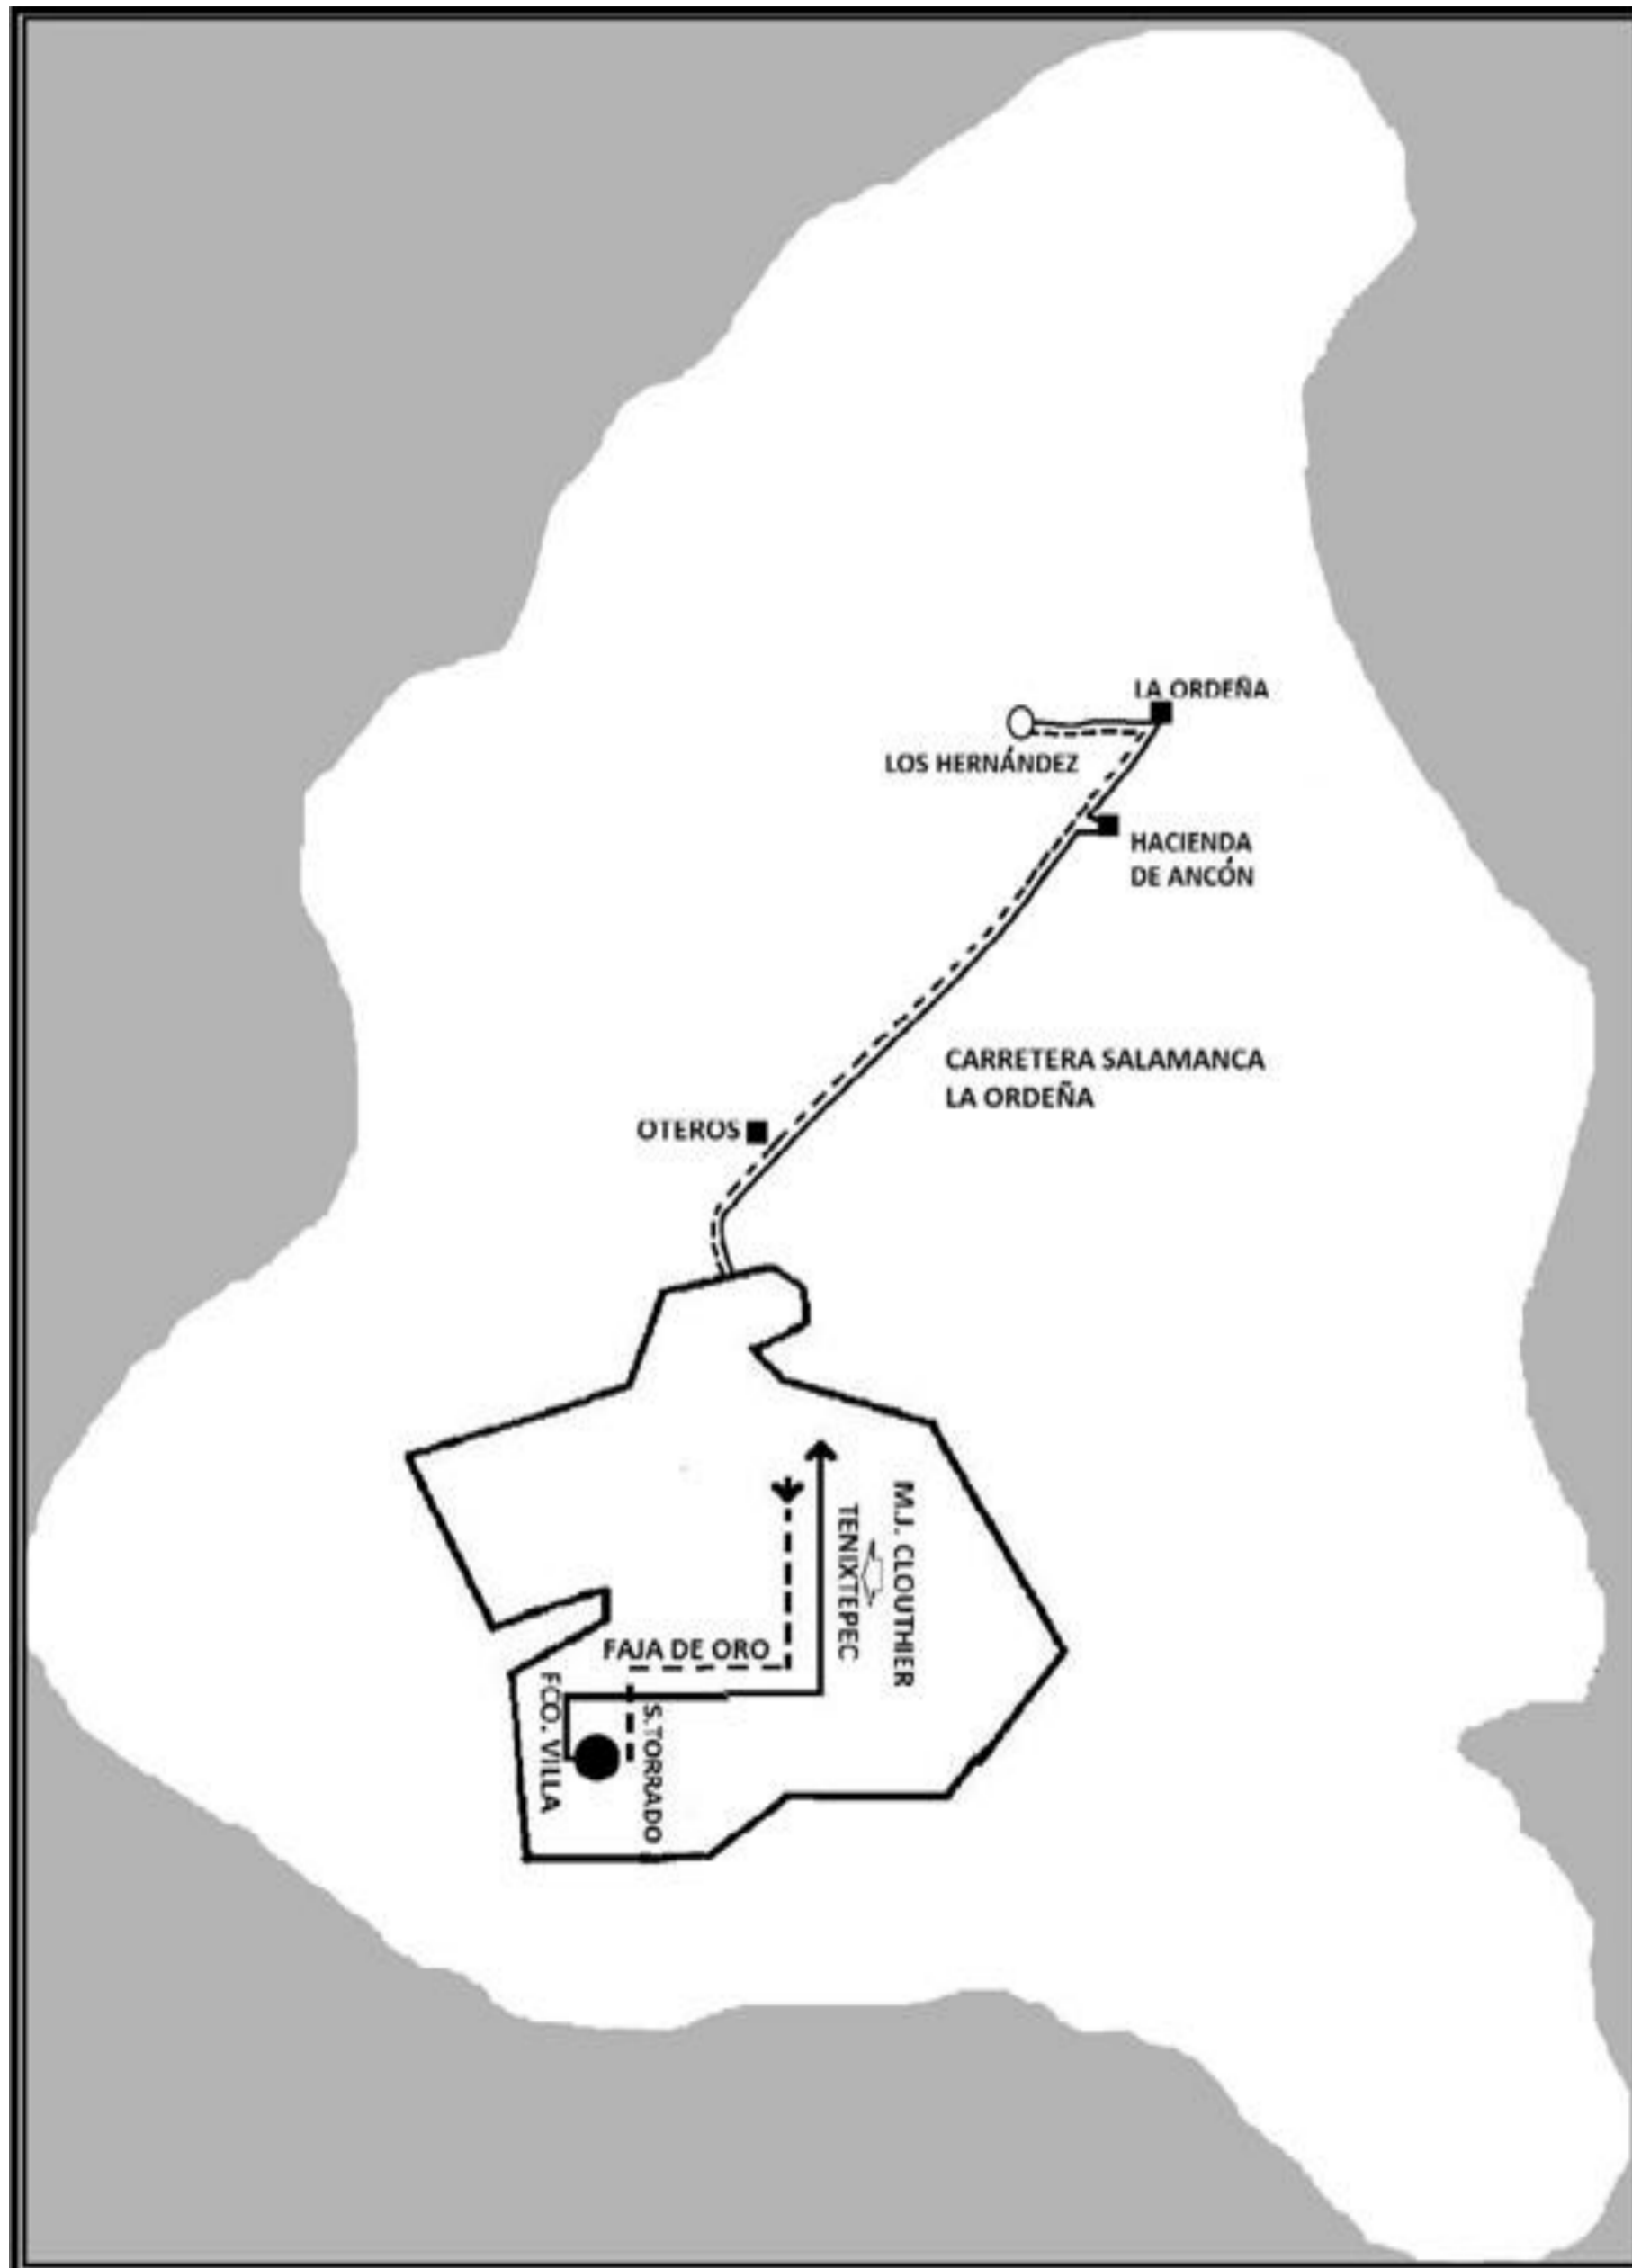 LA ORDEÑA
LOS HERNÁNDEZ
HACIENDA
DE ANCÓN
CARRETERA SALAMANCA
LA ORDEÑA
OTEROS
M.J. CLOUTHIER
TENIXTEPEC
FAJA DE ORO
FCO. VILLA
S.TORRADO